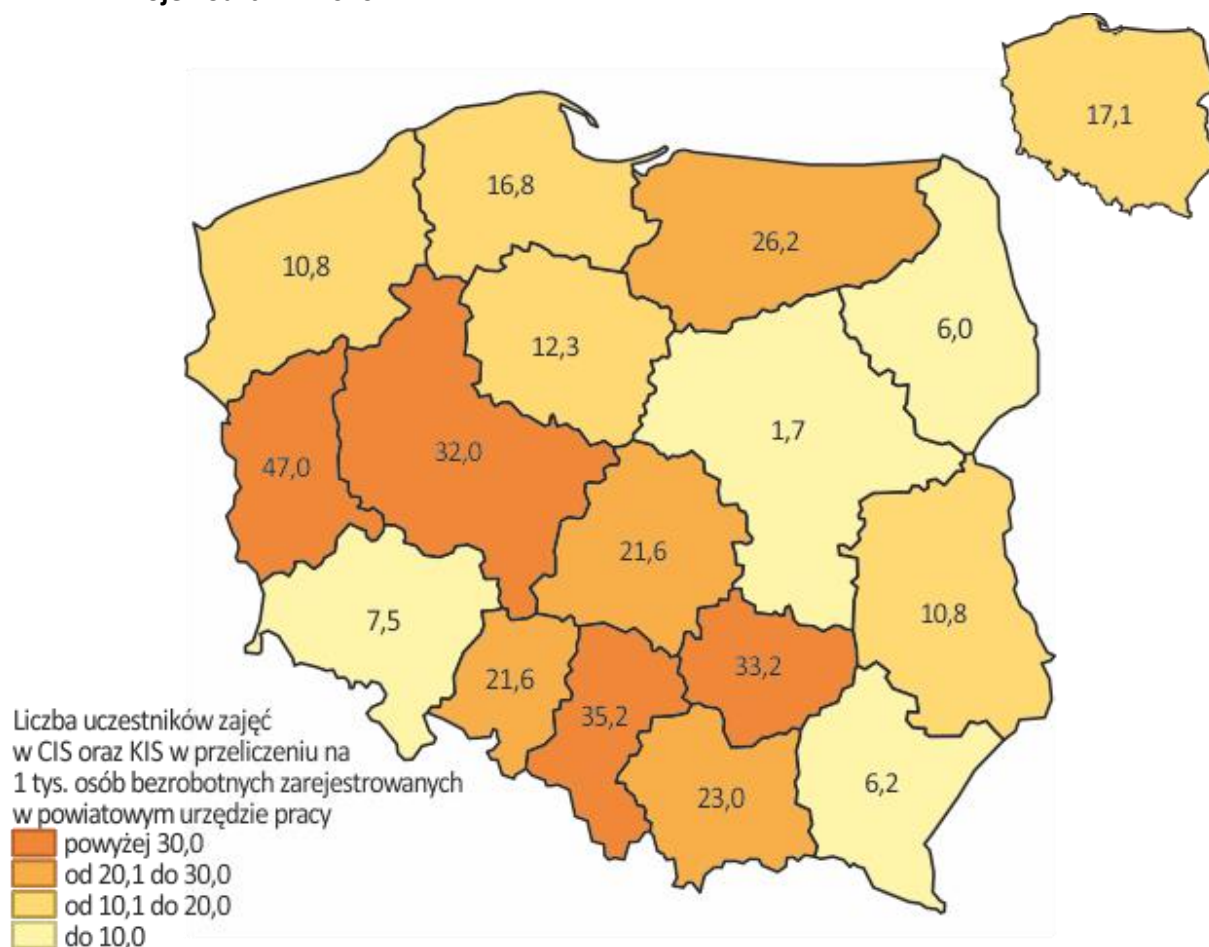 17,1
16,8
26,2
10,8
6,0
12,3
1,7
47,0
32,0
21,6
7,5
10,8
21,6
33,2
35,2
23,0
6,2
Liczba uczestników zajęć
w CIS oraz KIS w przeliczeniu na
1 tys. osób bezrobotnych zarejestrowanych
w powiatowym urzędzie pracy
powyżej 30,0
od 20,1 do 30,0
od 10,1 do 20,0
do 10,0